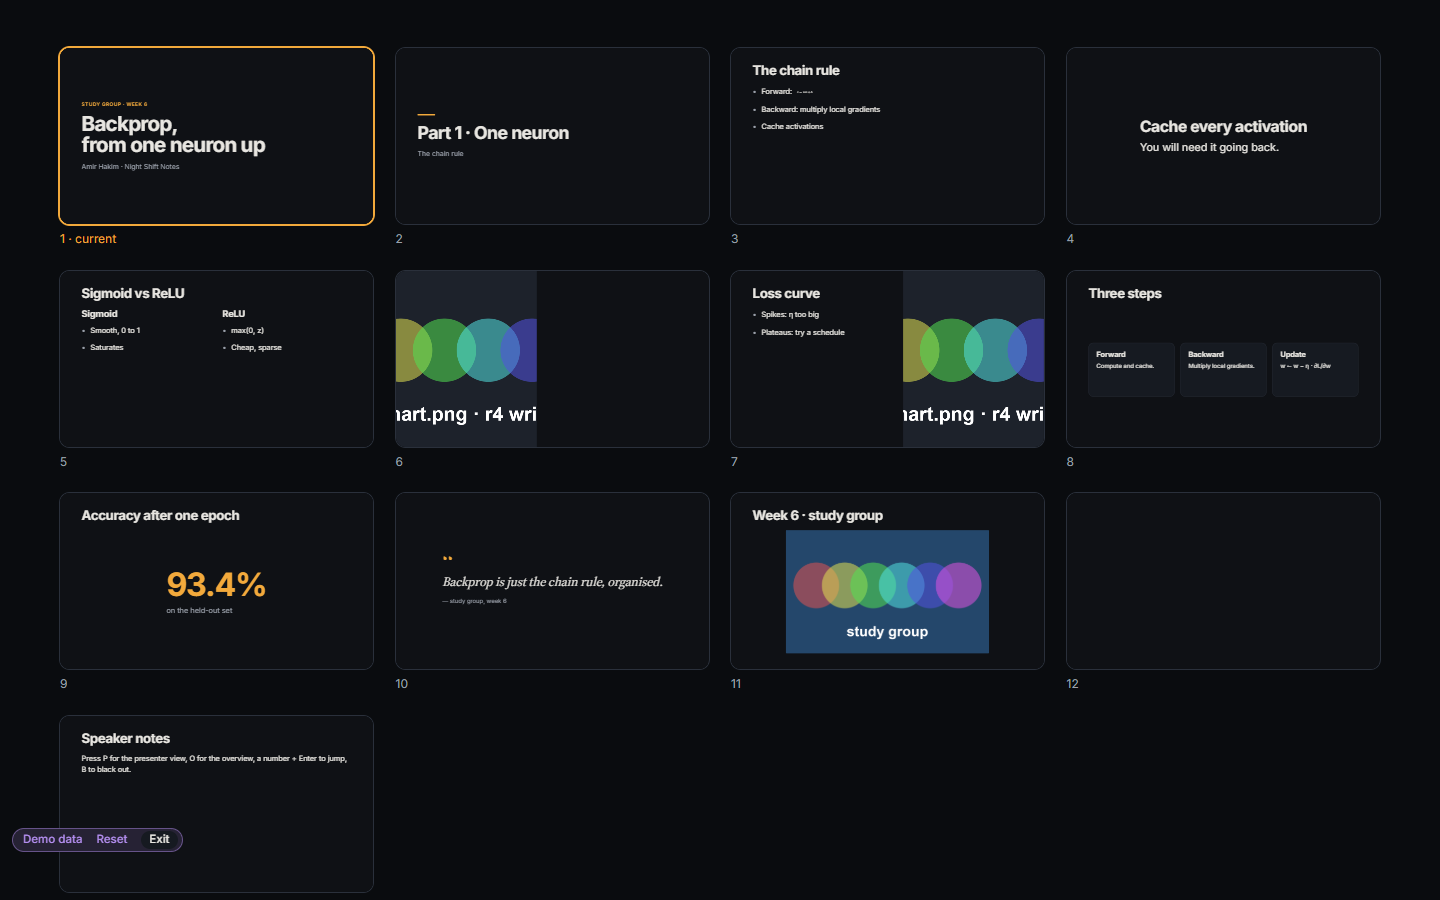 STUDY GROUP · WEEK 6
Backprop,
from one neuron up
Amir Hakim · Night Shift Notes
1 · current
Part 1 · One neuron
The chain rule
2
The chain rule
• Forward:
• Backward: multiply local gradients
• Cache activations
3
Cache every activation
You will need it going back.
4
Sigmoid vs ReLU
Sigmoid
• Smooth, 0 to 1
• Saturates
ReLU
• max(0, z)
• Cheap, sparse
5
hart.png · r4 wri
6
Loss curve
• Spikes: η too big
• Plateaus: try a schedule
hart.png · r4 wri
7
Three steps
Forward
Compute and cache.
Backward
Multiply local gradients.
Update
w ← w − η · ∂L/∂w
8
Accuracy after one epoch
93.4%
on the held-out set
9
“
Backprop is just the chain rule, organised.
— study group, week 6
10
Week 6 · study group
study group
11
12
Speaker notes
Press P for the presenter view, O for the overview, a number + Enter to jump,
B to black out.
Demo data Reset Exit